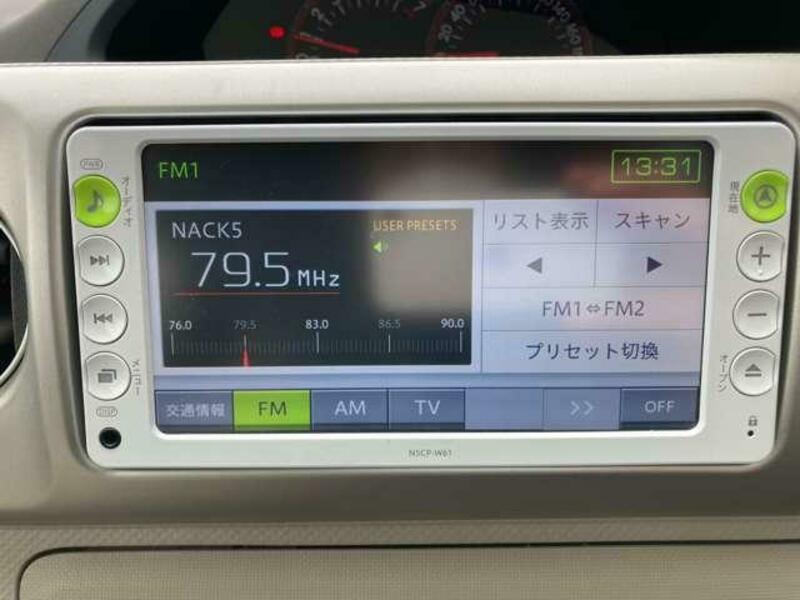 FM1
13:31
PWR
オーディオ
現在地
NACK5
USER PRESETS
79.5 MHz
76.0 79.5 83.0 86.5 90.0
リスト表示 スキャン
◀ ▶
FM1⇔FM2
プリセット切換
メニュー
オープン
DISP
交通情報 FM AM TV >> OFF
NSCP-W61